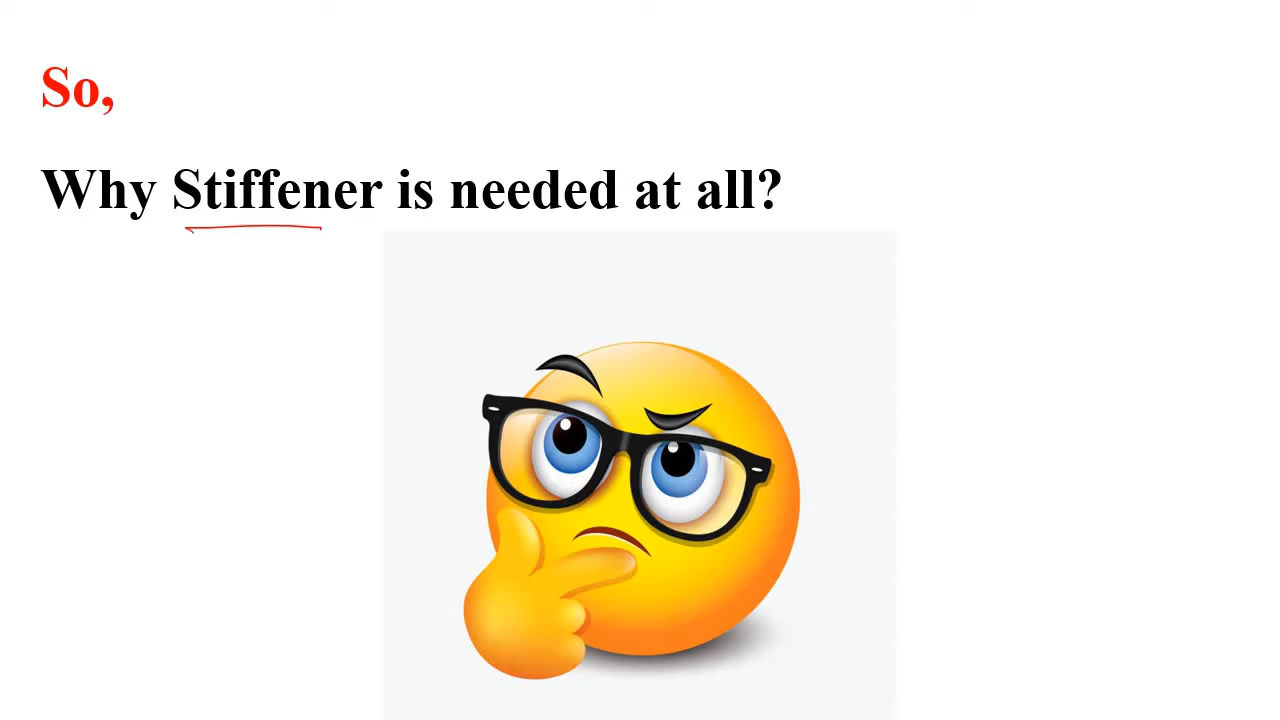 So,
Why Stiffener is needed at all?